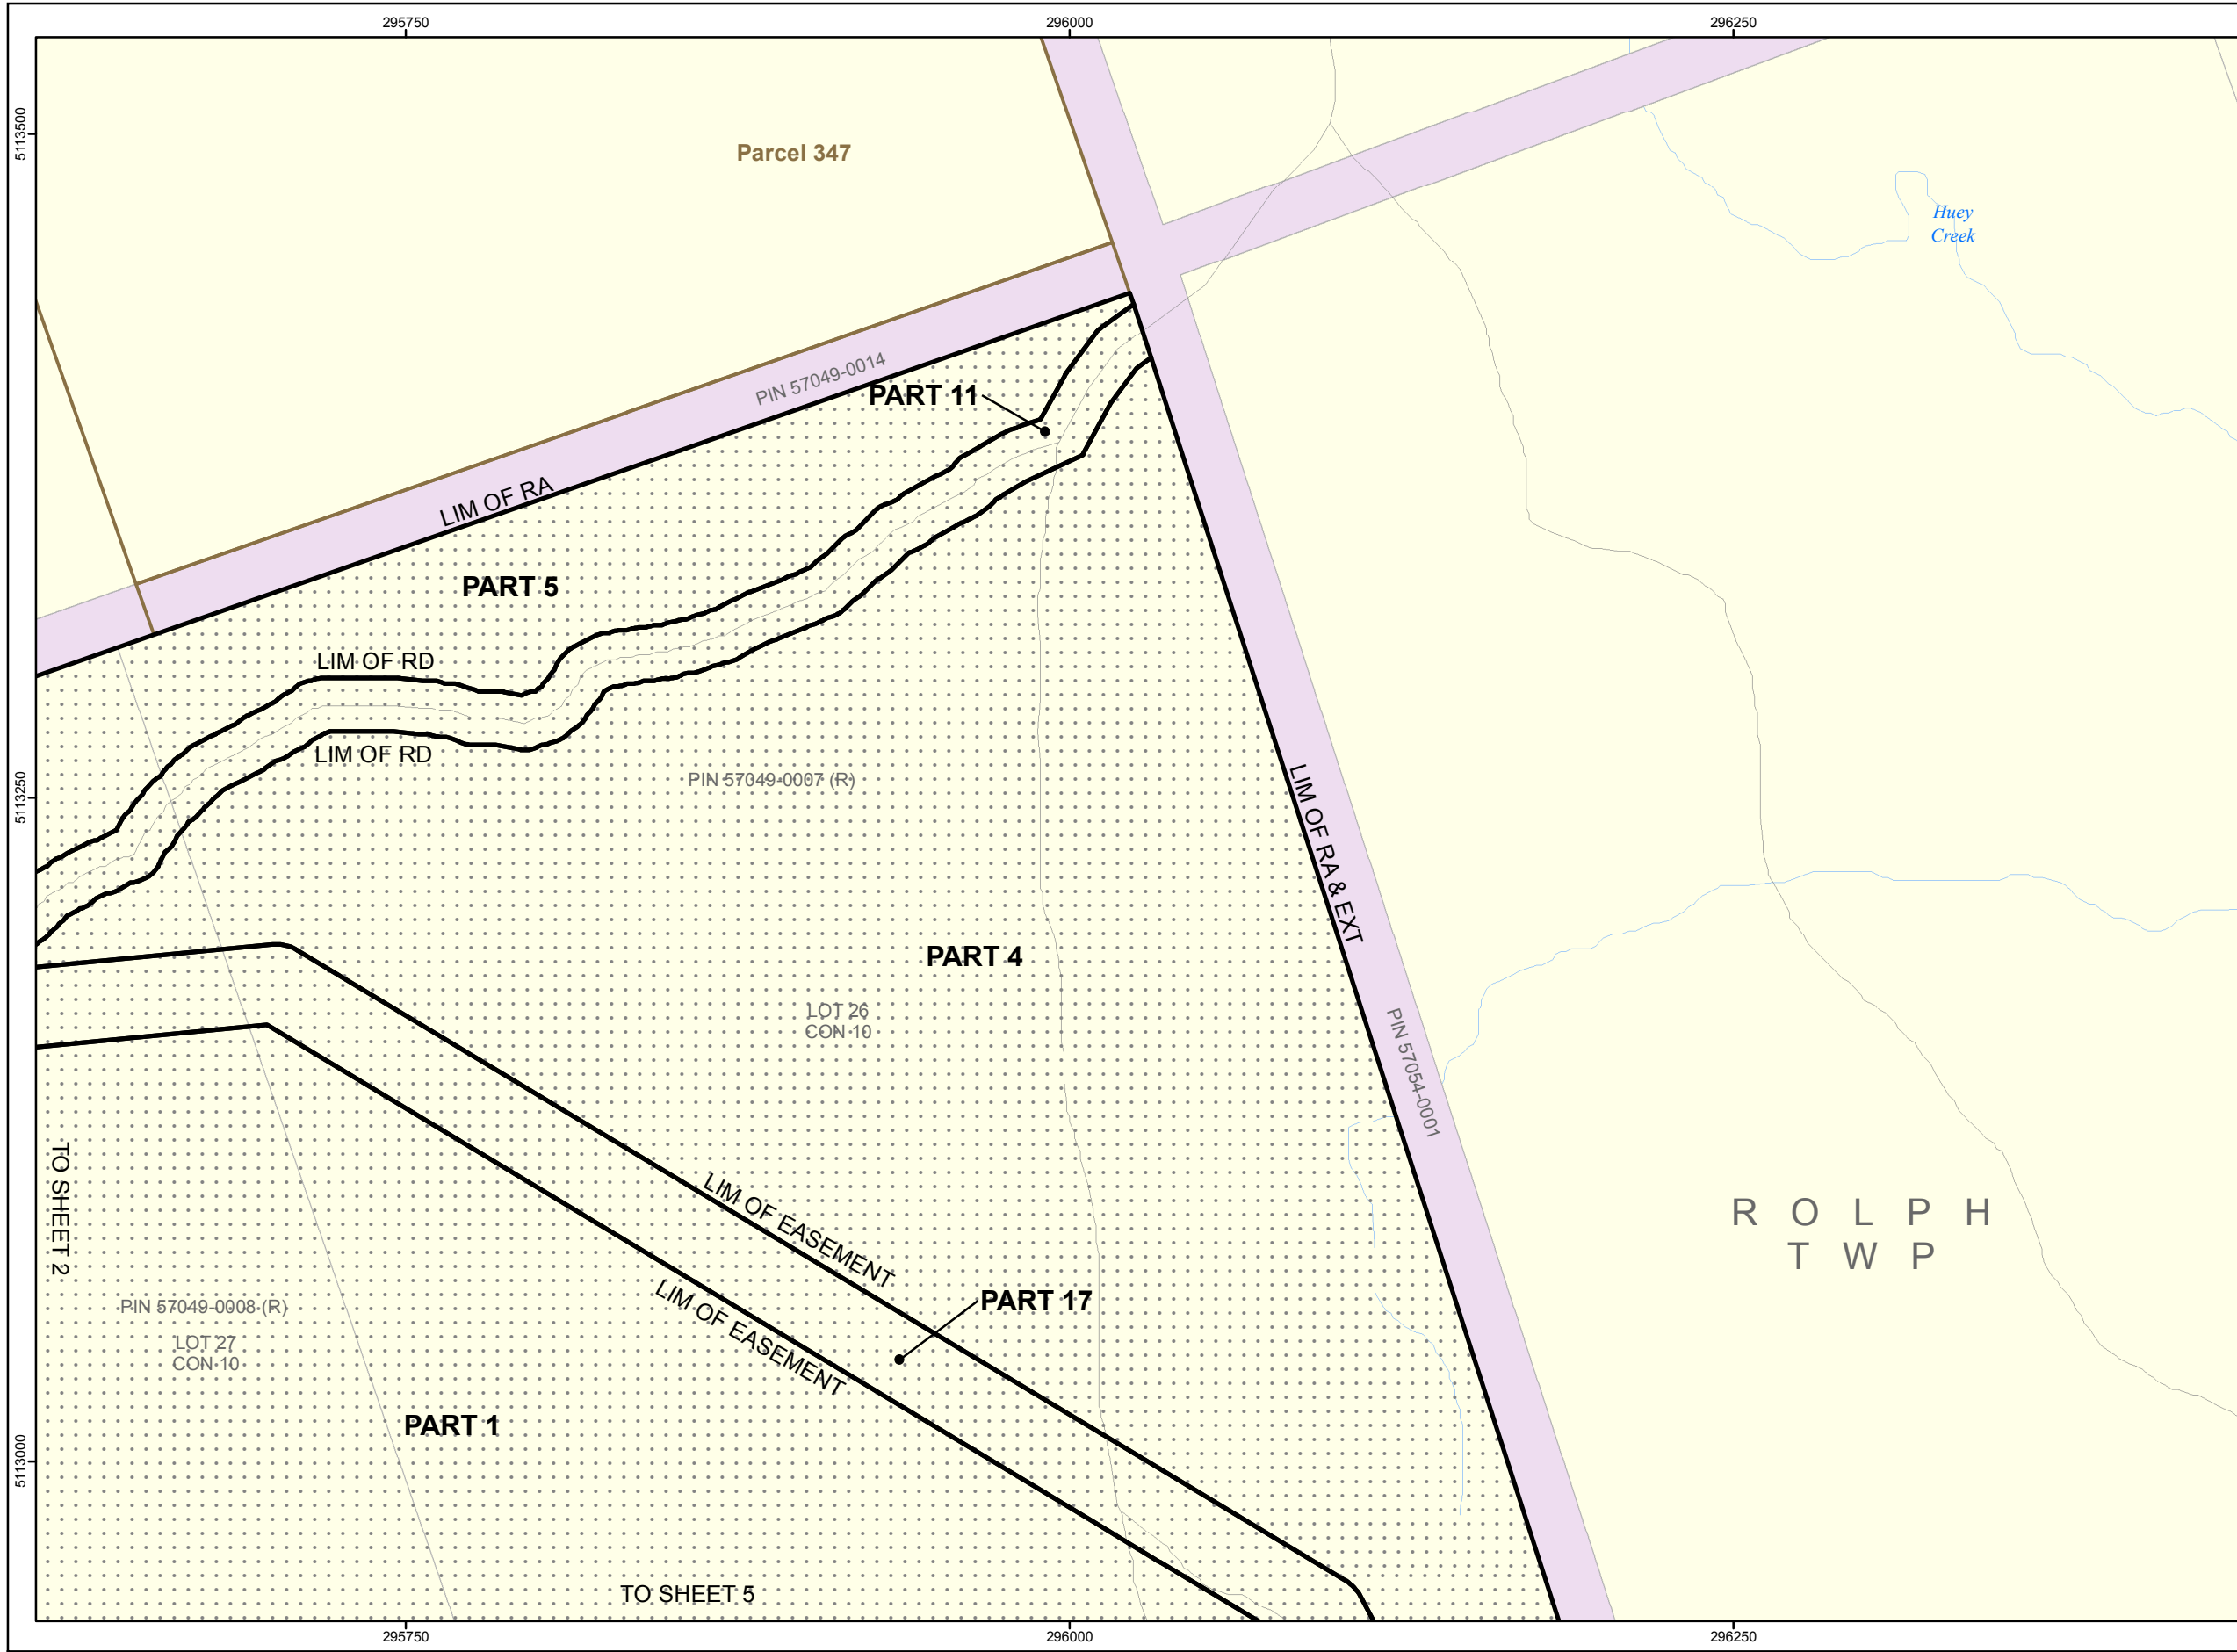 295750
296000
296250
5113500
Parcel 347
Huey
Creek
PIN 57049-0014
PART 11
LIM OF RA
PART 5
LIM OF RD
LIM OF RD
PIN 57049-0007 (R)
5113250
LIM OF RA & EXT
PART 4
LOT 26
CON 10
PIN 57054-0001
TO SHEET 2
LIM OF EASEMENT
ROLPH
TWP
LIM OF EASEMENT
PART 17
PIN 57049-0008 (R)
LOT 27
CON 10
PART 1
5113000
TO SHEET 5
295750
296000
296250